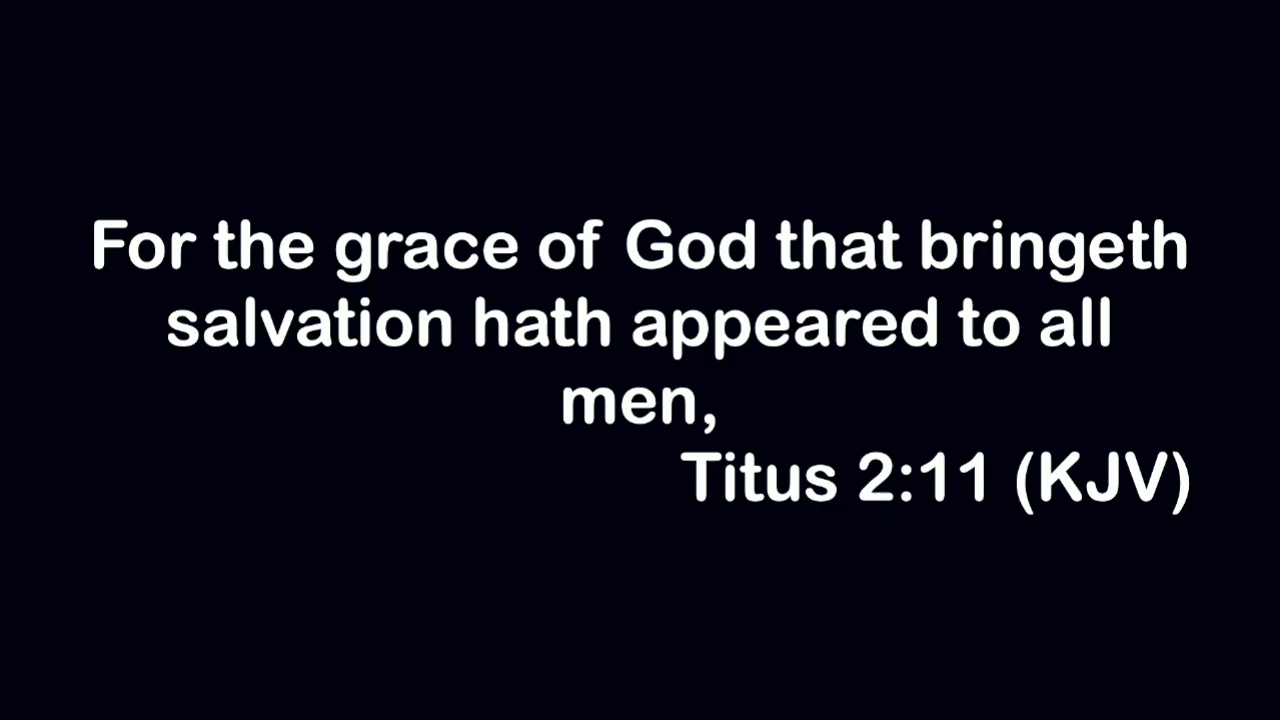 For the grace of God that bringeth
salvation hath appeared to all
men,
Titus 2:11 (KJV)